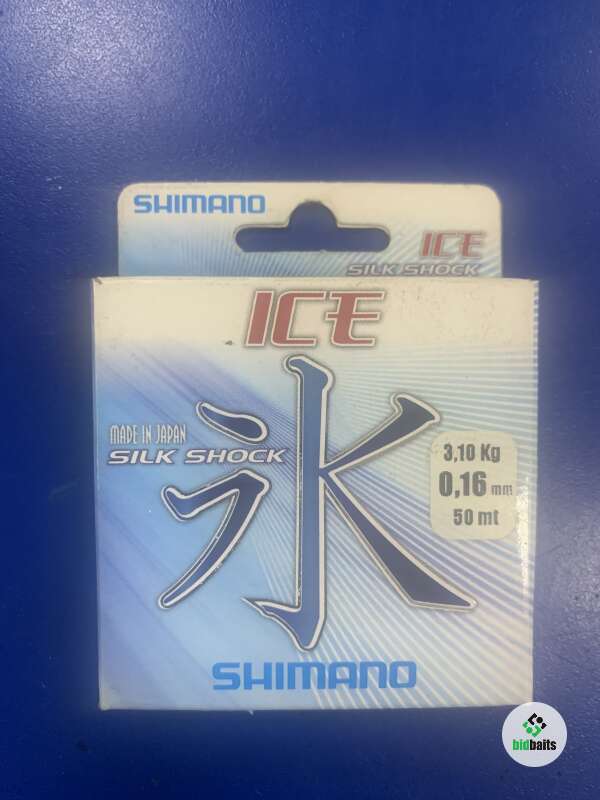 SHIMANO
ICE
SILK SHOCK
ICE
MADE IN JAPAN
SILK SHOCK
氷
3,10 Kg
0,16 mm
50 mt
SHIMANO
bidbaits